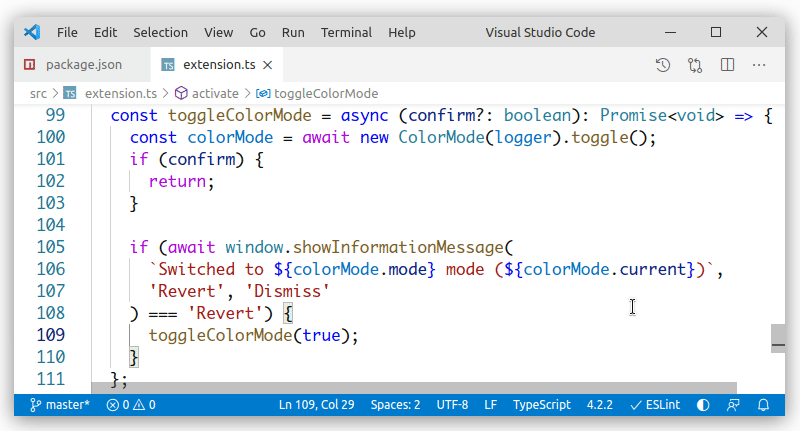 File Edit Selection View Go Run Terminal Help Visual Studio Code
package.json TS extension.ts
src > TS extension.ts > activate > toggleColorMode
99 const toggleColorMode = async (confirm?: boolean): Promise<void> => {
100 const colorMode = await new ColorMode(logger).toggle();
101 if (confirm) {
102 return;
103 }
104
105 if (await window.showInformationMessage(
106 `Switched to ${colorMode.mode} mode (${colorMode.current})`,
107 'Revert', 'Dismiss'
108 ) === 'Revert') {
109 toggleColorMode(true);
110 }
111 };
master* 0 0 Ln 109, Col 29 Spaces: 2 UTF-8 LF TypeScript 4.2.2 ESLint